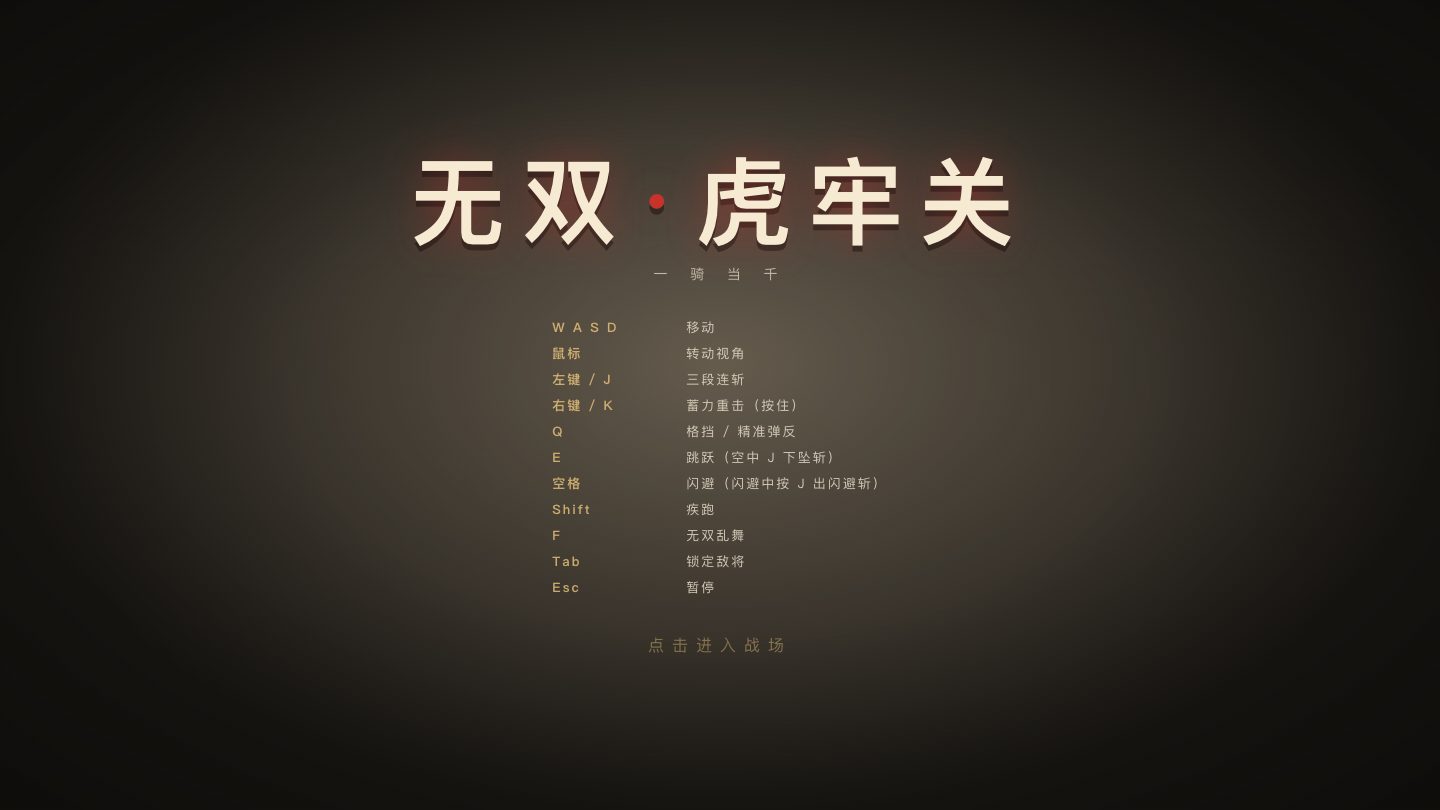 无双·虎牢关
一骑当千
W A S D 移动
鼠标 转动视角
左键 / J 三段连斩
右键 / K 蓄力重击（按住）
Q 格挡 / 精准弹反
E 跳跃（空中 J 下坠斩）
空格 闪避（闪避中按 J 出闪避斩）
Shift 疾跑
F 无双乱舞
Tab 锁定敌将
Esc 暂停
点击进入战场